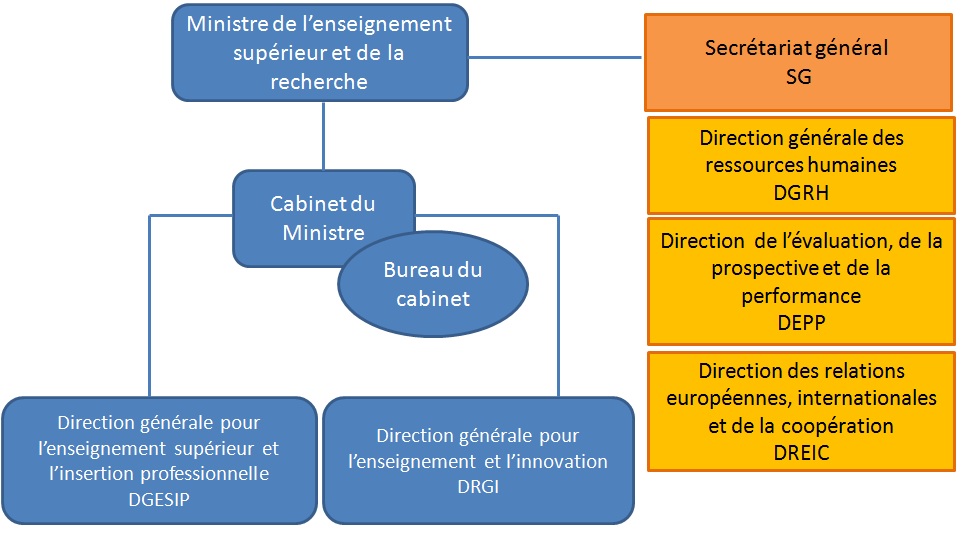 Ministre de l'enseignement
supérieur et de la
recherche
Secrétariat général
SG
Direction générale des
ressources humaines
DGRH
Cabinet du
Ministre
Bureau du
cabinet
Direction de l'évaluation, de la
prospective et de la
performance
DEPP
Direction des relations
européennes, internationales
et de la coopération
DREIC
Direction générale pour
l'enseignement supérieur et
l'insertion professionnelle
DGESIP
Direction générale pour
l'enseignement et l'innovation
DRGI